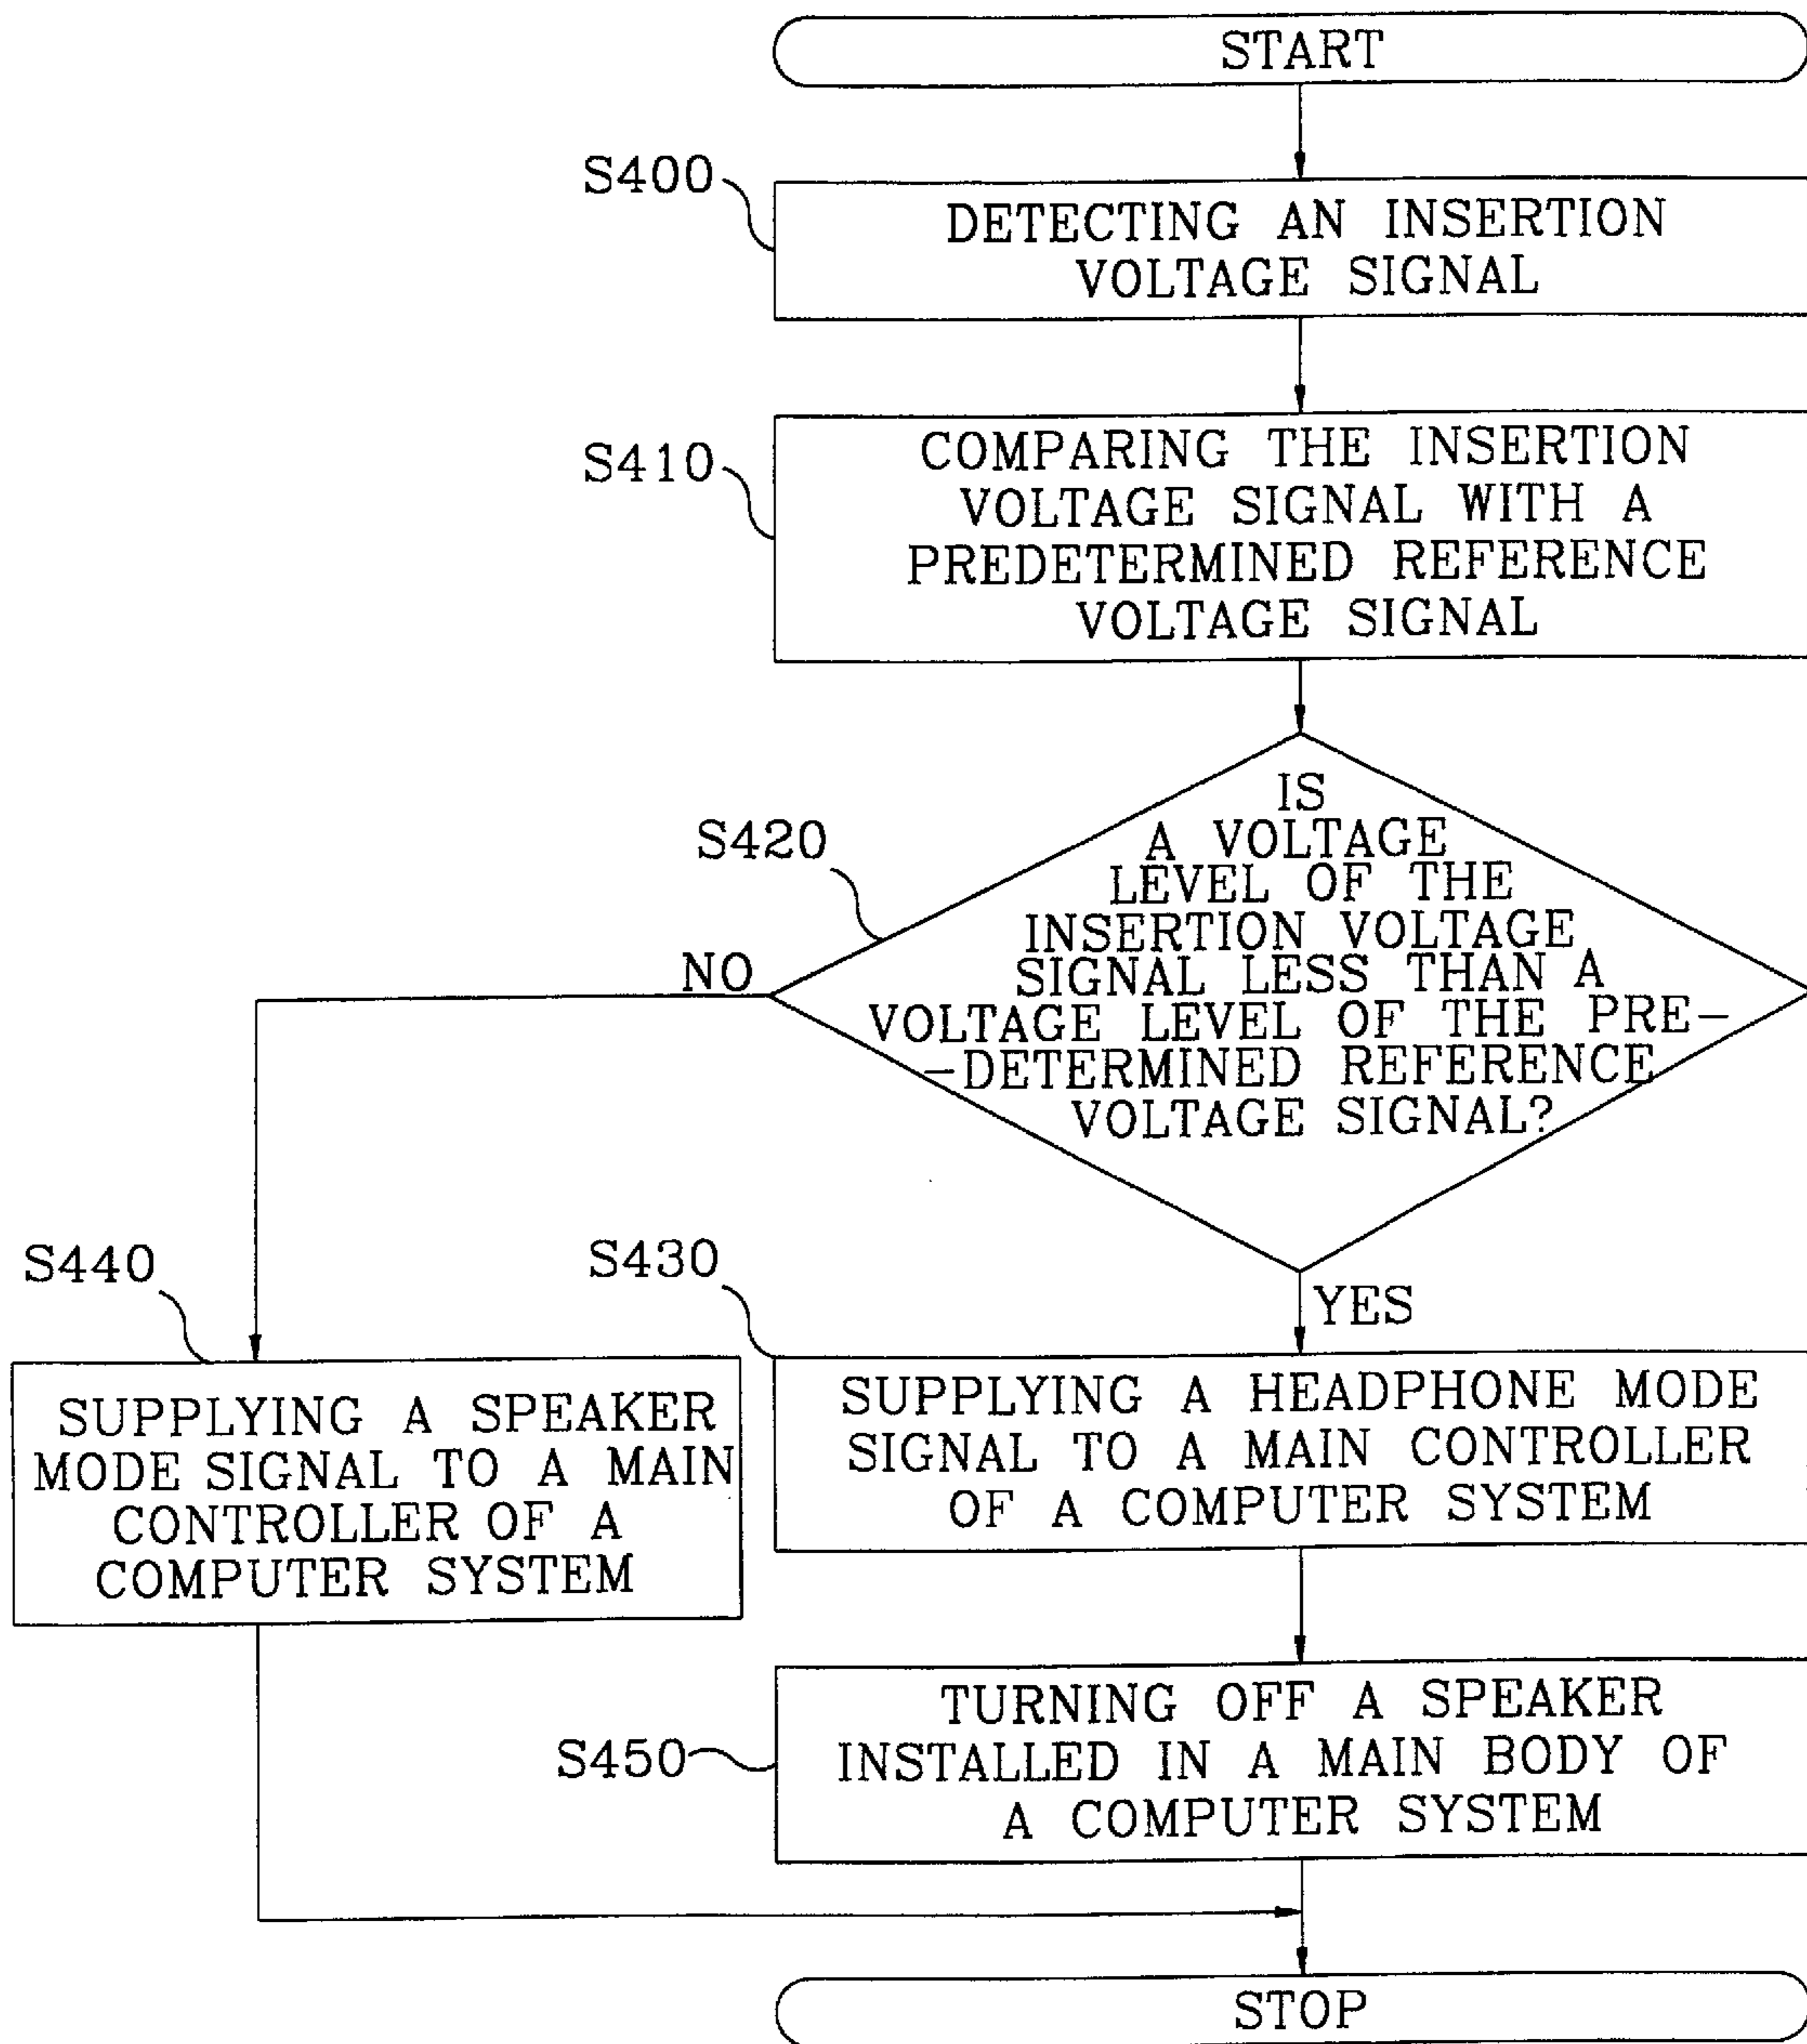 START
S400
DETECTING AN INSERTION
VOLTAGE SIGNAL
S410
COMPARING THE INSERTION
VOLTAGE SIGNAL WITH A
PREDETERMINED REFERENCE
VOLTAGE SIGNAL
S420
IS
A VOLTAGE
LEVEL OF THE
INSERTION VOLTAGE
SIGNAL LESS THAN A
VOLTAGE LEVEL OF THE PRE-
-DETERMINED REFERENCE
VOLTAGE SIGNAL?
NO
YES
S440
SUPPLYING A SPEAKER
MODE SIGNAL TO A MAIN
CONTROLLER OF A
COMPUTER SYSTEM
S430
SUPPLYING A HEADPHONE MODE
SIGNAL TO A MAIN CONTROLLER
OF A COMPUTER SYSTEM
S450
TURNING OFF A SPEAKER
INSTALLED IN A MAIN BODY OF
A COMPUTER SYSTEM
STOP